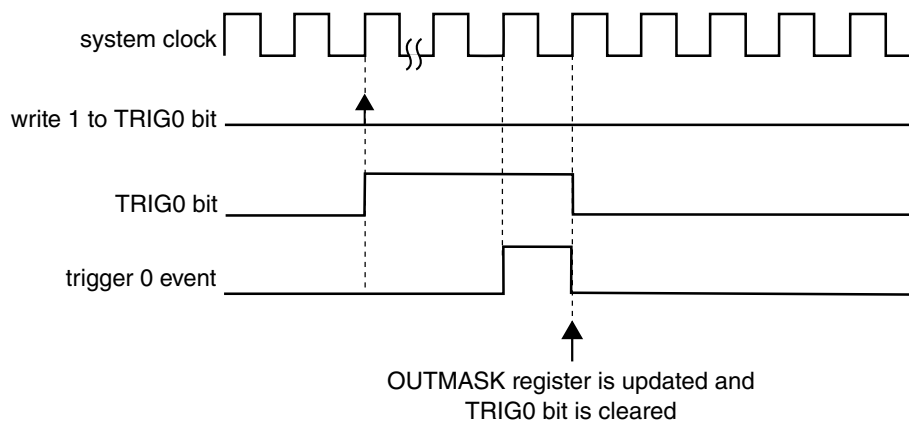 system clock
write 1 to TRIG0 bit
TRIG0 bit
trigger 0 event
OUTMASK register is updated and
TRIG0 bit is cleared